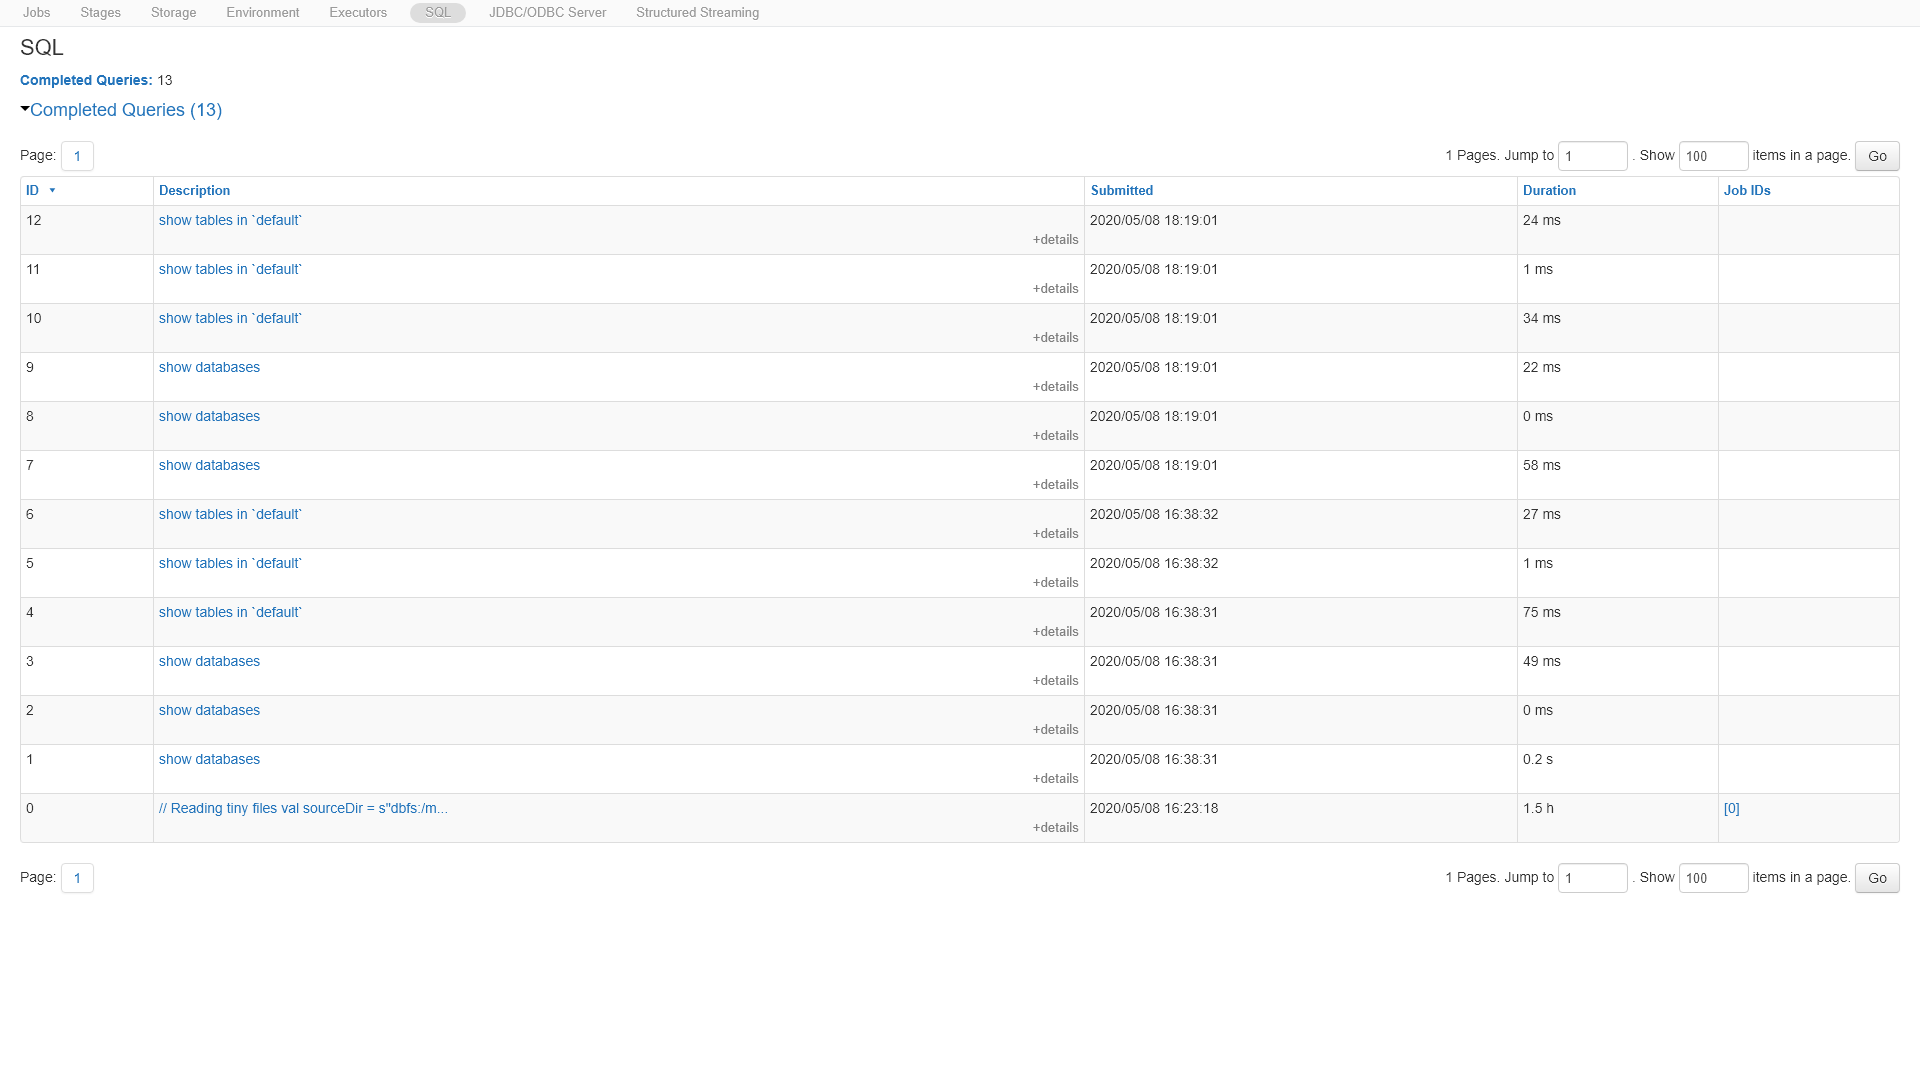 Jobs Stages Storage Environment Executors SQL JDBC/ODBC Server Structured Streaming
SQL
Completed Queries: 13
Completed Queries (13)
Page: 1 1 Pages. Jump to 1 . Show 100 items in a page. Go
ID Description Submitted Duration Job IDs
12 show tables in `default` 2020/05/08 18:19:01 24 ms
+details
11 show tables in `default` 2020/05/08 18:19:01 1 ms
+details
10 show tables in `default` 2020/05/08 18:19:01 34 ms
+details
9 show databases 2020/05/08 18:19:01 22 ms
+details
8 show databases 2020/05/08 18:19:01 0 ms
+details
7 show databases 2020/05/08 18:19:01 58 ms
+details
6 show tables in `default` 2020/05/08 16:38:32 27 ms
+details
5 show tables in `default` 2020/05/08 16:38:32 1 ms
+details
4 show tables in `default` 2020/05/08 16:38:31 75 ms
+details
3 show databases 2020/05/08 16:38:31 49 ms
+details
2 show databases 2020/05/08 16:38:31 0 ms
+details
1 show databases 2020/05/08 16:38:31 0.2 s
+details
0 // Reading tiny files val sourceDir = s"dbfs:/m... 2020/05/08 16:23:18 1.5 h [0]
+details
Page: 1 1 Pages. Jump to 1 . Show 100 items in a page. Go